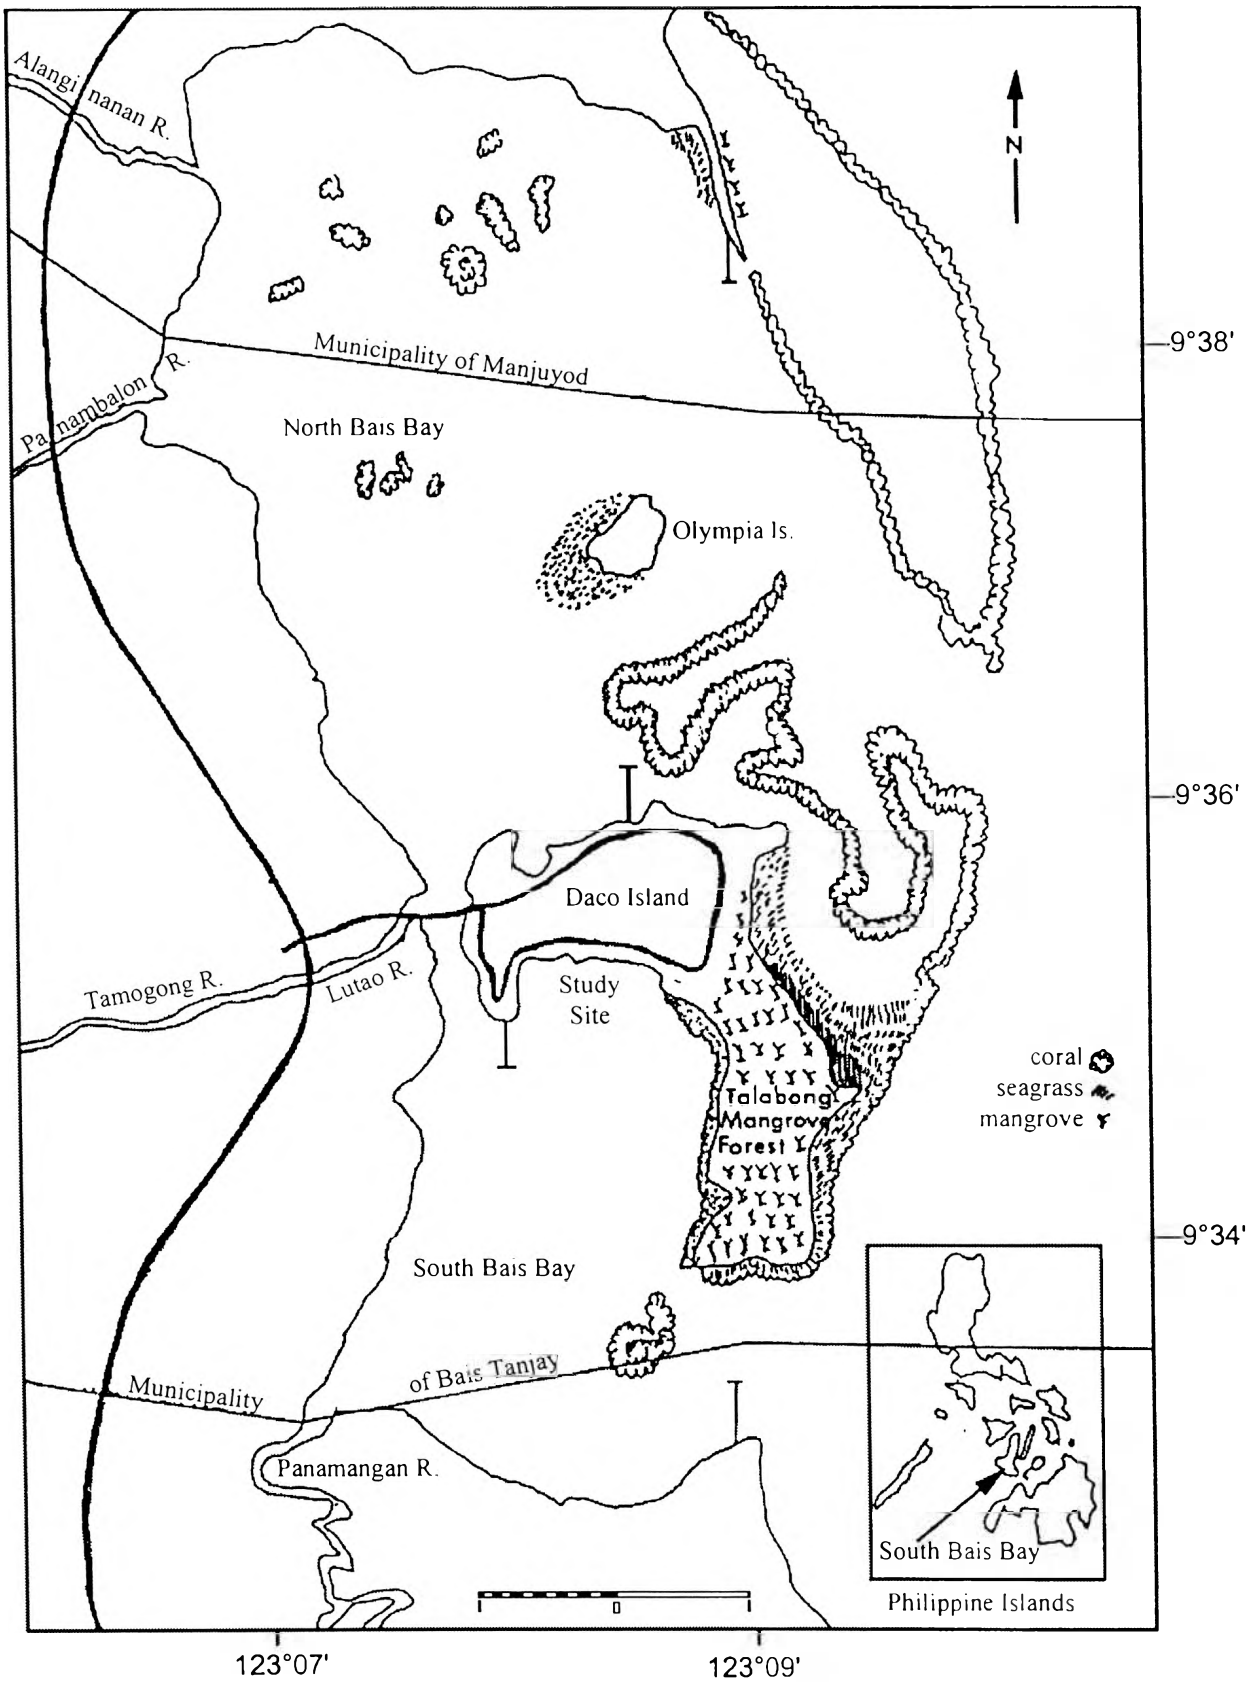 Alangi nanan R.
N
9°38'
Municipality of Manjuyod
Pa nambalon R.
North Bais Bay
Olympia Is.
9°36'
Daco Island
Tamogong R.
Lutao R.
Study
Site
coral
seagrass
mangrove
Talabong
Mangrove
Forest
9°34'
South Bais Bay
Municipality of Bais Tanjay
Panamangan R.
South Bais Bay
Philippine Islands
1 0 1
123°07'
123°09'